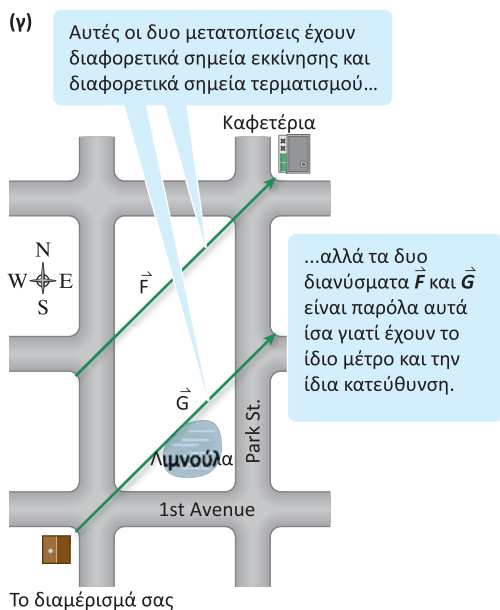 (γ)
Αυτές οι δυο μετατοπίσεις έχουν
διαφορετικά σημεία εκκίνησης και
διαφορετικά σημεία τερματισμού...
Καφετέρια
N
W E
S
F
...αλλά τα δυο
διανύσματα F και G
είναι παρόλα αυτά
ίσα γιατί έχουν το
ίδιο μέτρο και την
ίδια κατεύθυνση.
G
Λιμνούλα
Park St.
1st Avenue
Το διαμέρισμά σας